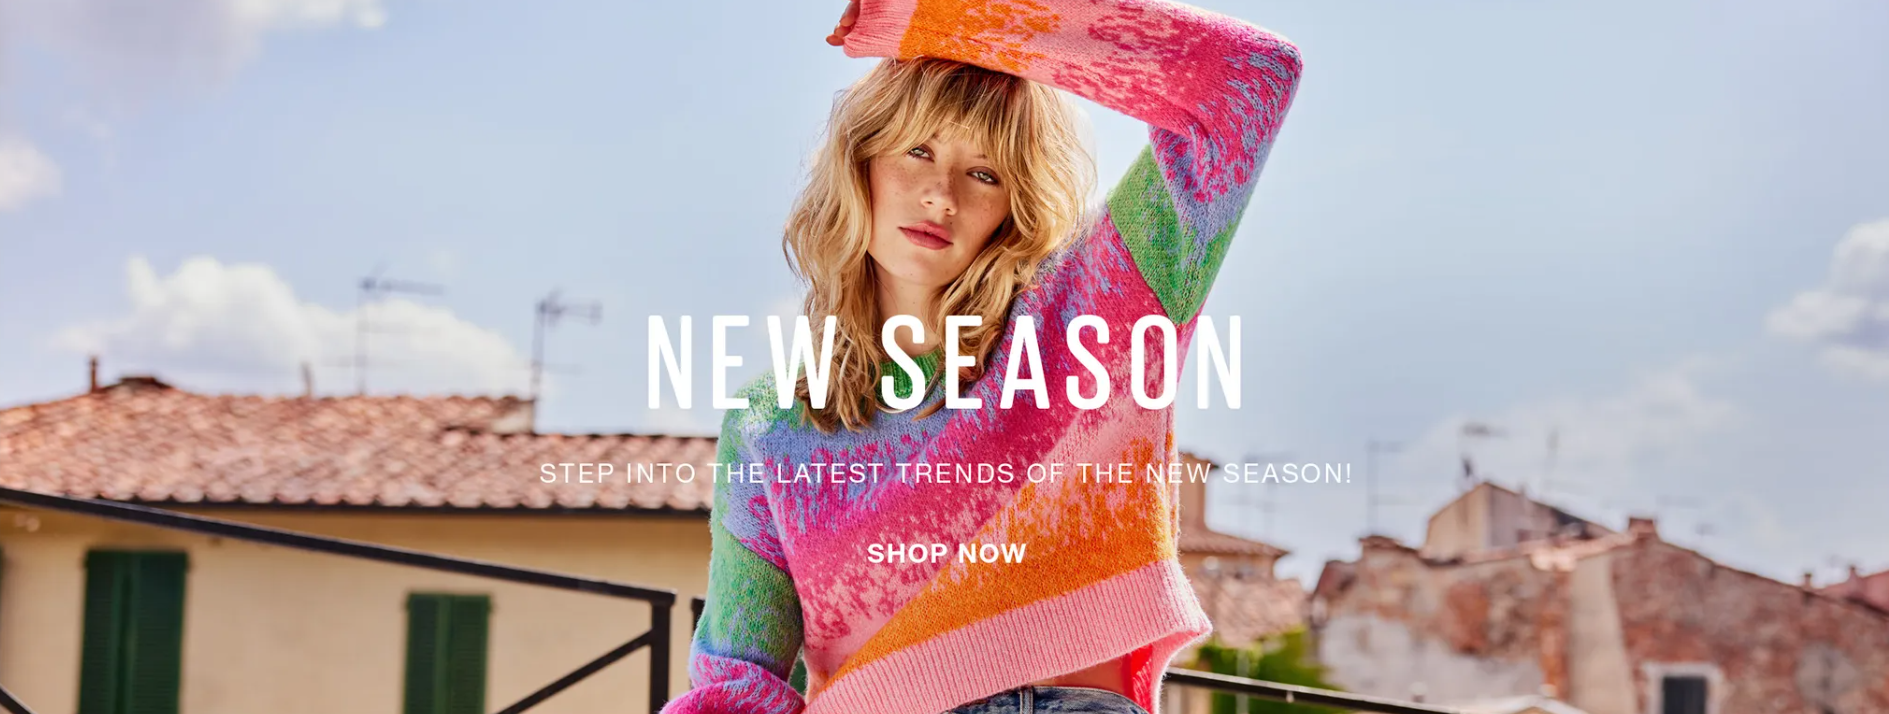 NEW SEASON
STEP INTO THE LATEST TRENDS OF THE NEW SEASON!
SHOP NOW